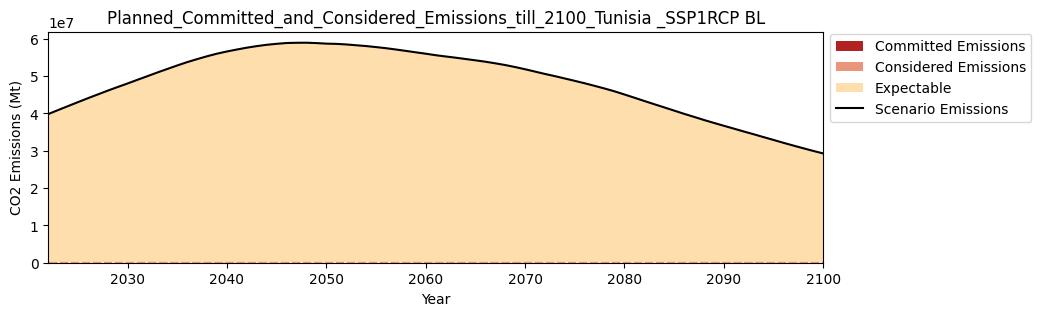 Planned_Committed_and_Considered_Emissions_till_2100_Tunisia _SSP1RCP BL
1e7
6
5
4
3
2
1
0
CO2 Emissions (Mt)
2030 2040 2050 2060 2070 2080 2090 2100
Year
Committed Emissions
Considered Emissions
Expectable
Scenario Emissions